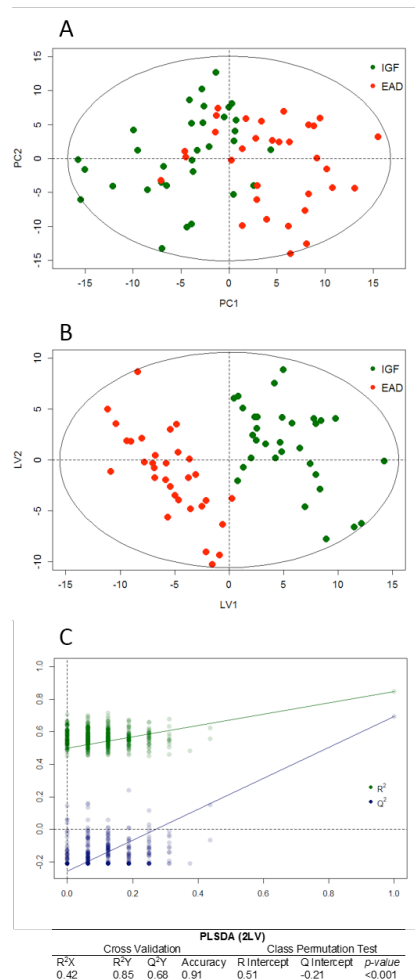 A
IGF
EAD
15
10
5
0
-5
-10
-15
PC2
-15 -10 -5 0 5 10 15
PC1
B
IGF
EAD
10
5
0
-5
-10
LV2
-15 -10 -5 0 5 10 15
LV1
C
1.0
0.8
0.6
0.4
0.2
0.0
-0.2
R²
Q²
0.0 0.2 0.4 0.6 0.8 1.0
PLSDA (2LV)
Cross Validation Class Permutation Test
R²X R²Y Q²Y Accuracy R Intercept Q Intercept p-value
0.42 0.85 0.68 0.91 0.51 -0.21 <0.001